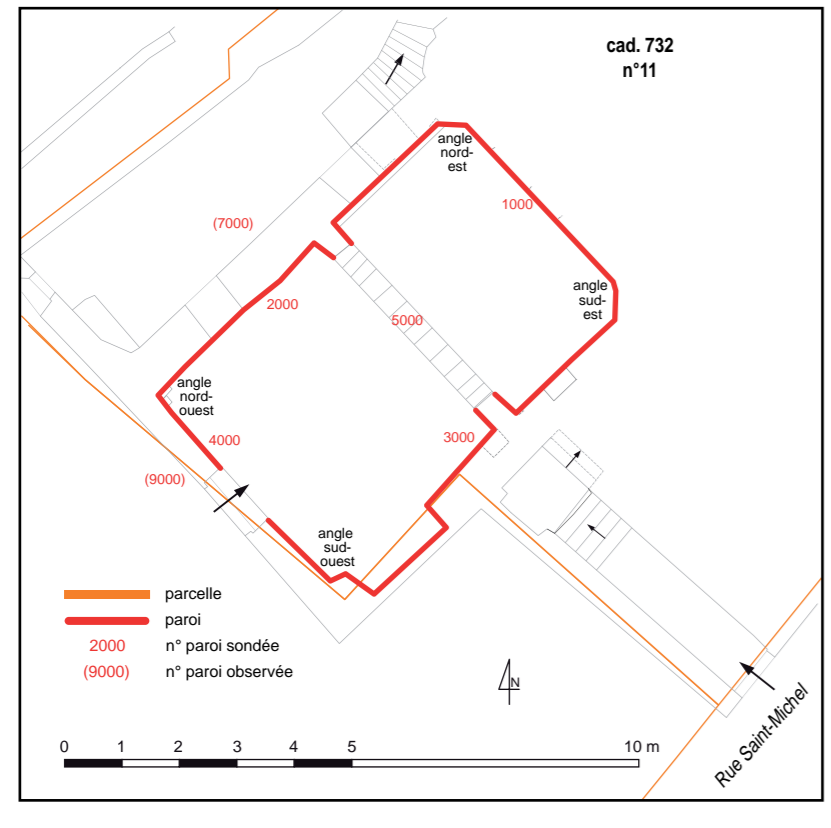 cad. 732
n°11
angle
nord-
est
1000
(7000)
angle
sud-
est
2000
5000
angle
nord-
ouest
4000
3000
(9000)
angle
sud-
ouest
parcelle
paroi
2000
n° paroi sondée
(9000)
n° paroi observée
N
Rue Saint-Michel
0 1 2 3 4 5 10 m